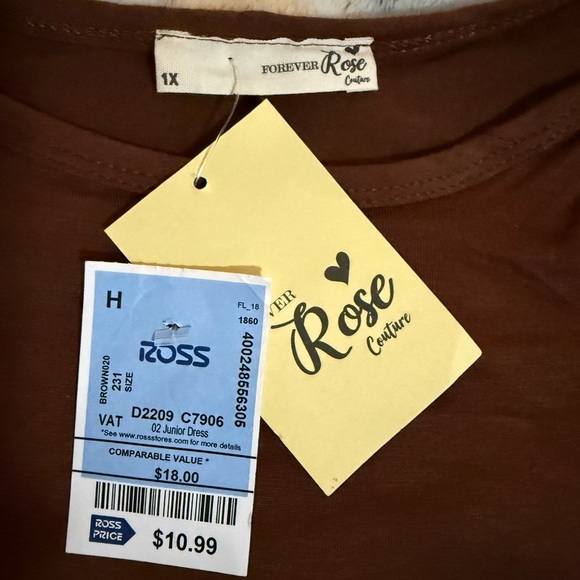 1X
FOREVER Rose
Couture
VER
Rose
Couture
H
FL_18
1860
ROSS
400248556306
BROWN020
231
SIZE
D2209 C7906
VAT 02 Junior Dress
*See www.rossstores.com for more details
COMPARABLE VALUE *
$18.00
ROSS
PRICE
$10.99